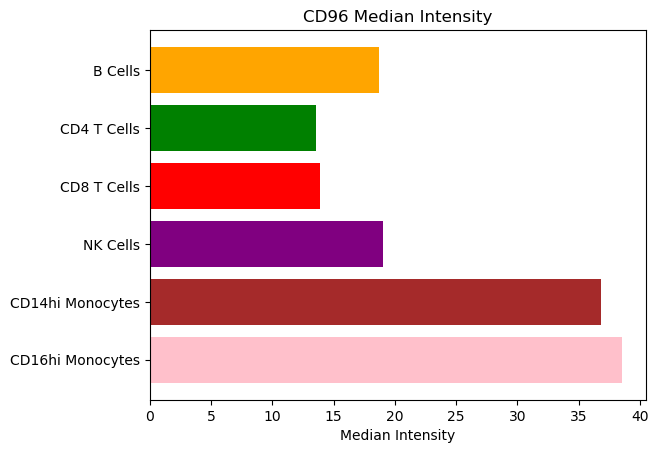 CD96 Median Intensity
B Cells
CD4 T Cells
CD8 T Cells
NK Cells
CD14hi Monocytes
CD16hi Monocytes
0 5 10 15 20 25 30 35 40
Median Intensity